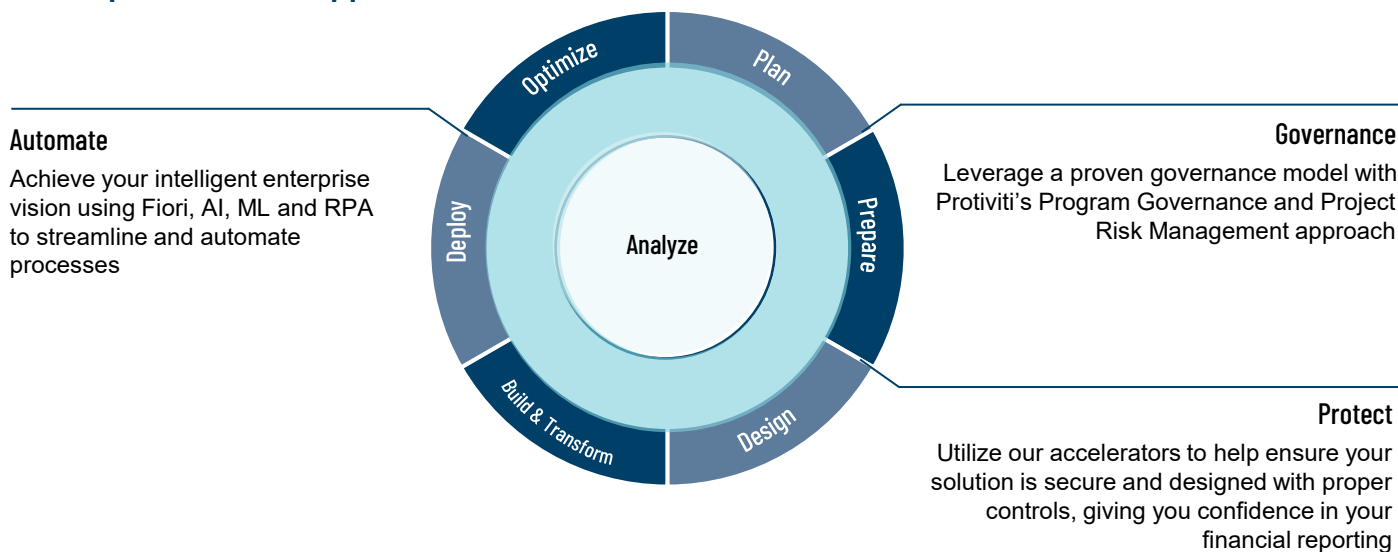 Optimize
Plan
Automate
Achieve your intelligent enterprise
vision using Fiori, AI, ML and RPA
to streamline and automate
processes
Governance
Leverage a proven governance model with
Protiviti’s Program Governance and Project
Risk Management approach
Deploy
Analyze
Prepare
Build & Transform
Design
Protect
Utilize our accelerators to help ensure your
solution is secure and designed with proper
controls, giving you confidence in your
financial reporting